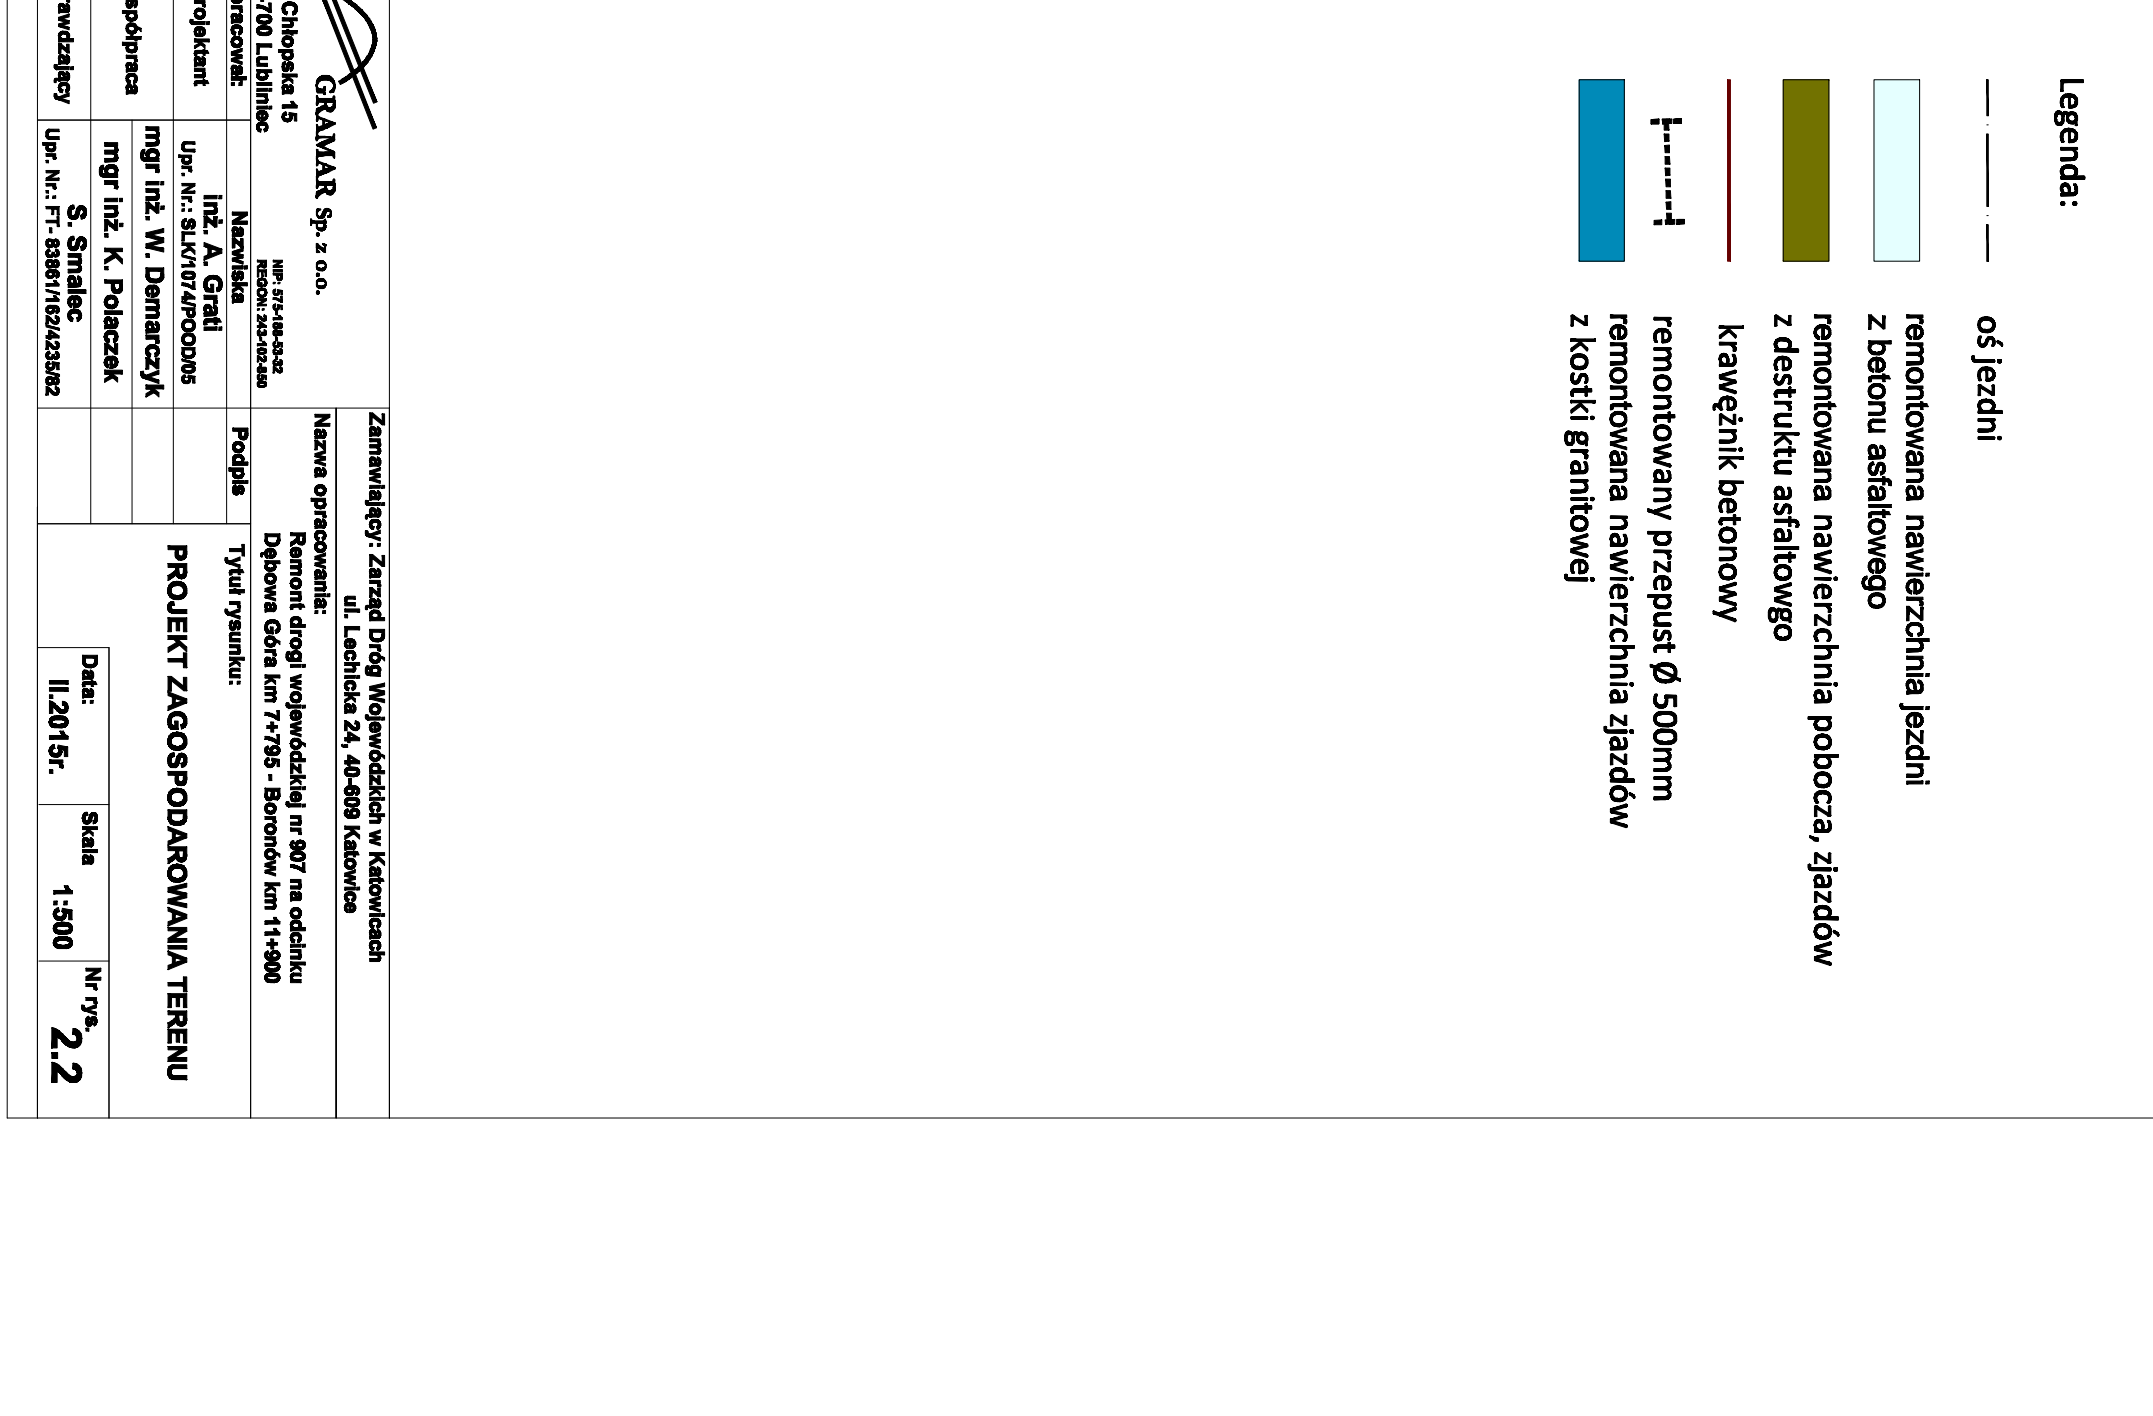 Legenda:
oś jezdni
remontowana nawierzchnia jezdni
z betonu asfaltowego
remontowana nawierzchnia pobocza, zjazdów
z destruktu asfaltowgo
krawężnik betonowy
remontowany przepust Ø 500mm
remontowana nawierzchnia zjazdów
z kostki granitowej
GRAMAR Sp. z o.o.
Chłopska 15
-700 Lubliniec
NIP: 575-188-53-32
REGON: 243-102-850
Zamawiający: Zarząd Dróg Wojewódzkich w Katowicach
ul. Lechicka 24, 40-609 Katowice
Nazwa opracowania:
Remont drogi wojewódzkiej nr 907 na odcinku
Dębowa Góra km 7+795 - Boronów km 11+900
racował: Nazwiska Podpis
rojektant
inż. A. Grati
Upr. Nr.: SLK/1074/POOD/05
spółpraca
mgr inż. W. Demarczyk
mgr inż. K. Polaczek
awdzający
S. Smalec
Upr. Nr.: FT- 83861/162/4235/82
Tytuł rysunku:
PROJEKT ZAGOSPODAROWANIA TERENU
Data:
II.2015r.
Skala
1:500
Nr rys.
2.2